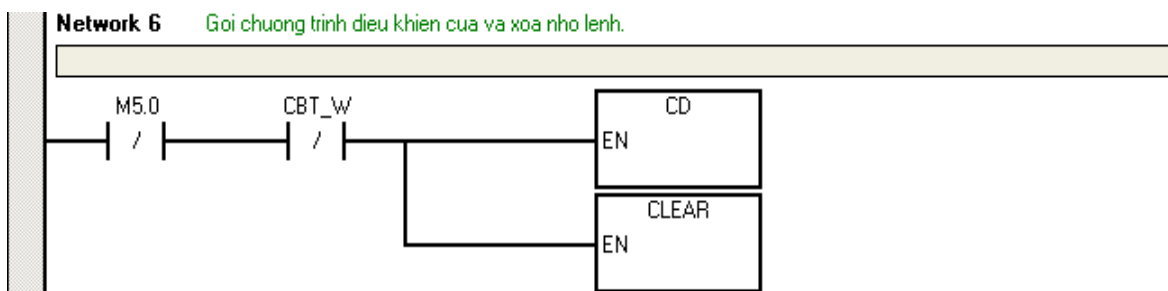 Network 6 Goi chuong trinh dieu khien cua va xoa nho lenh.
M5.0 CBT_W CD
/ / EN
CLEAR
EN